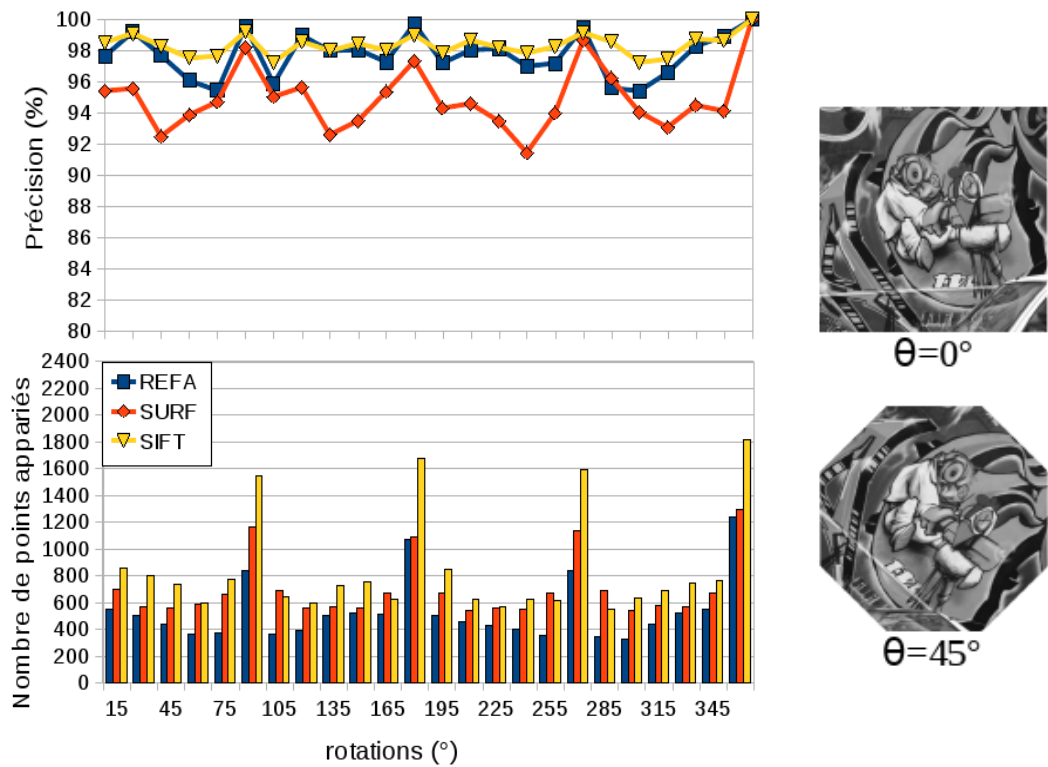 100
98
96
94
92
90
88
86
84
82
80
Précision (%)
2400
2200
2000
1800
1600
1400
1200
1000
800
600
400
200
0
Nombre de points appariés
REFA
SURF
SIFT
15 45 75 105 135 165 195 225 255 285 315 345
rotations (°)
θ=0°
θ=45°